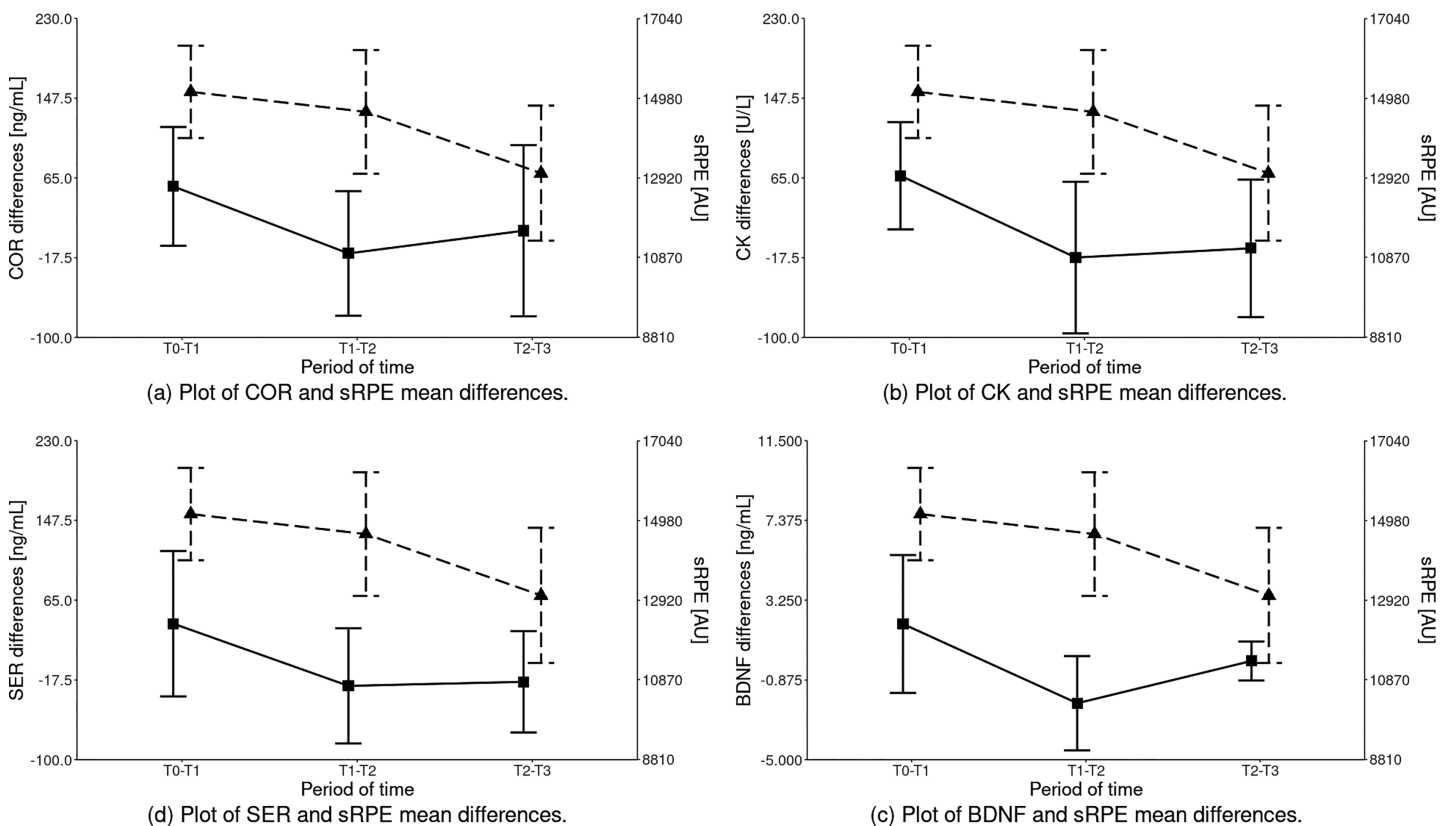 230.0
147.5
65.0
-17.5
-100.0
COR differences [ng/mL]
17040
14980
12920
10870
8810
sRPE [AU]
T0-T1
T1-T2
T2-T3
Period of time
(a) Plot of COR and sRPE mean differences.
230.0
147.5
65.0
-17.5
-100.0
CK differences [U/L]
17040
14980
12920
10870
8810
sRPE [AU]
T0-T1
T1-T2
T2-T3
Period of time
(b) Plot of CK and sRPE mean differences.
230.0
147.5
65.0
-17.5
-100.0
SER differences [ng/mL]
17040
14980
12920
10870
8810
sRPE [AU]
T0-T1
T1-T2
T2-T3
Period of time
(d) Plot of SER and sRPE mean differences.
11.500
7.375
3.250
-0.875
-5.000
BDNF differences [ng/mL]
17040
14980
12920
10870
8810
sRPE [AU]
T0-T1
T1-T2
T2-T3
Period of time
(c) Plot of BDNF and sRPE mean differences.